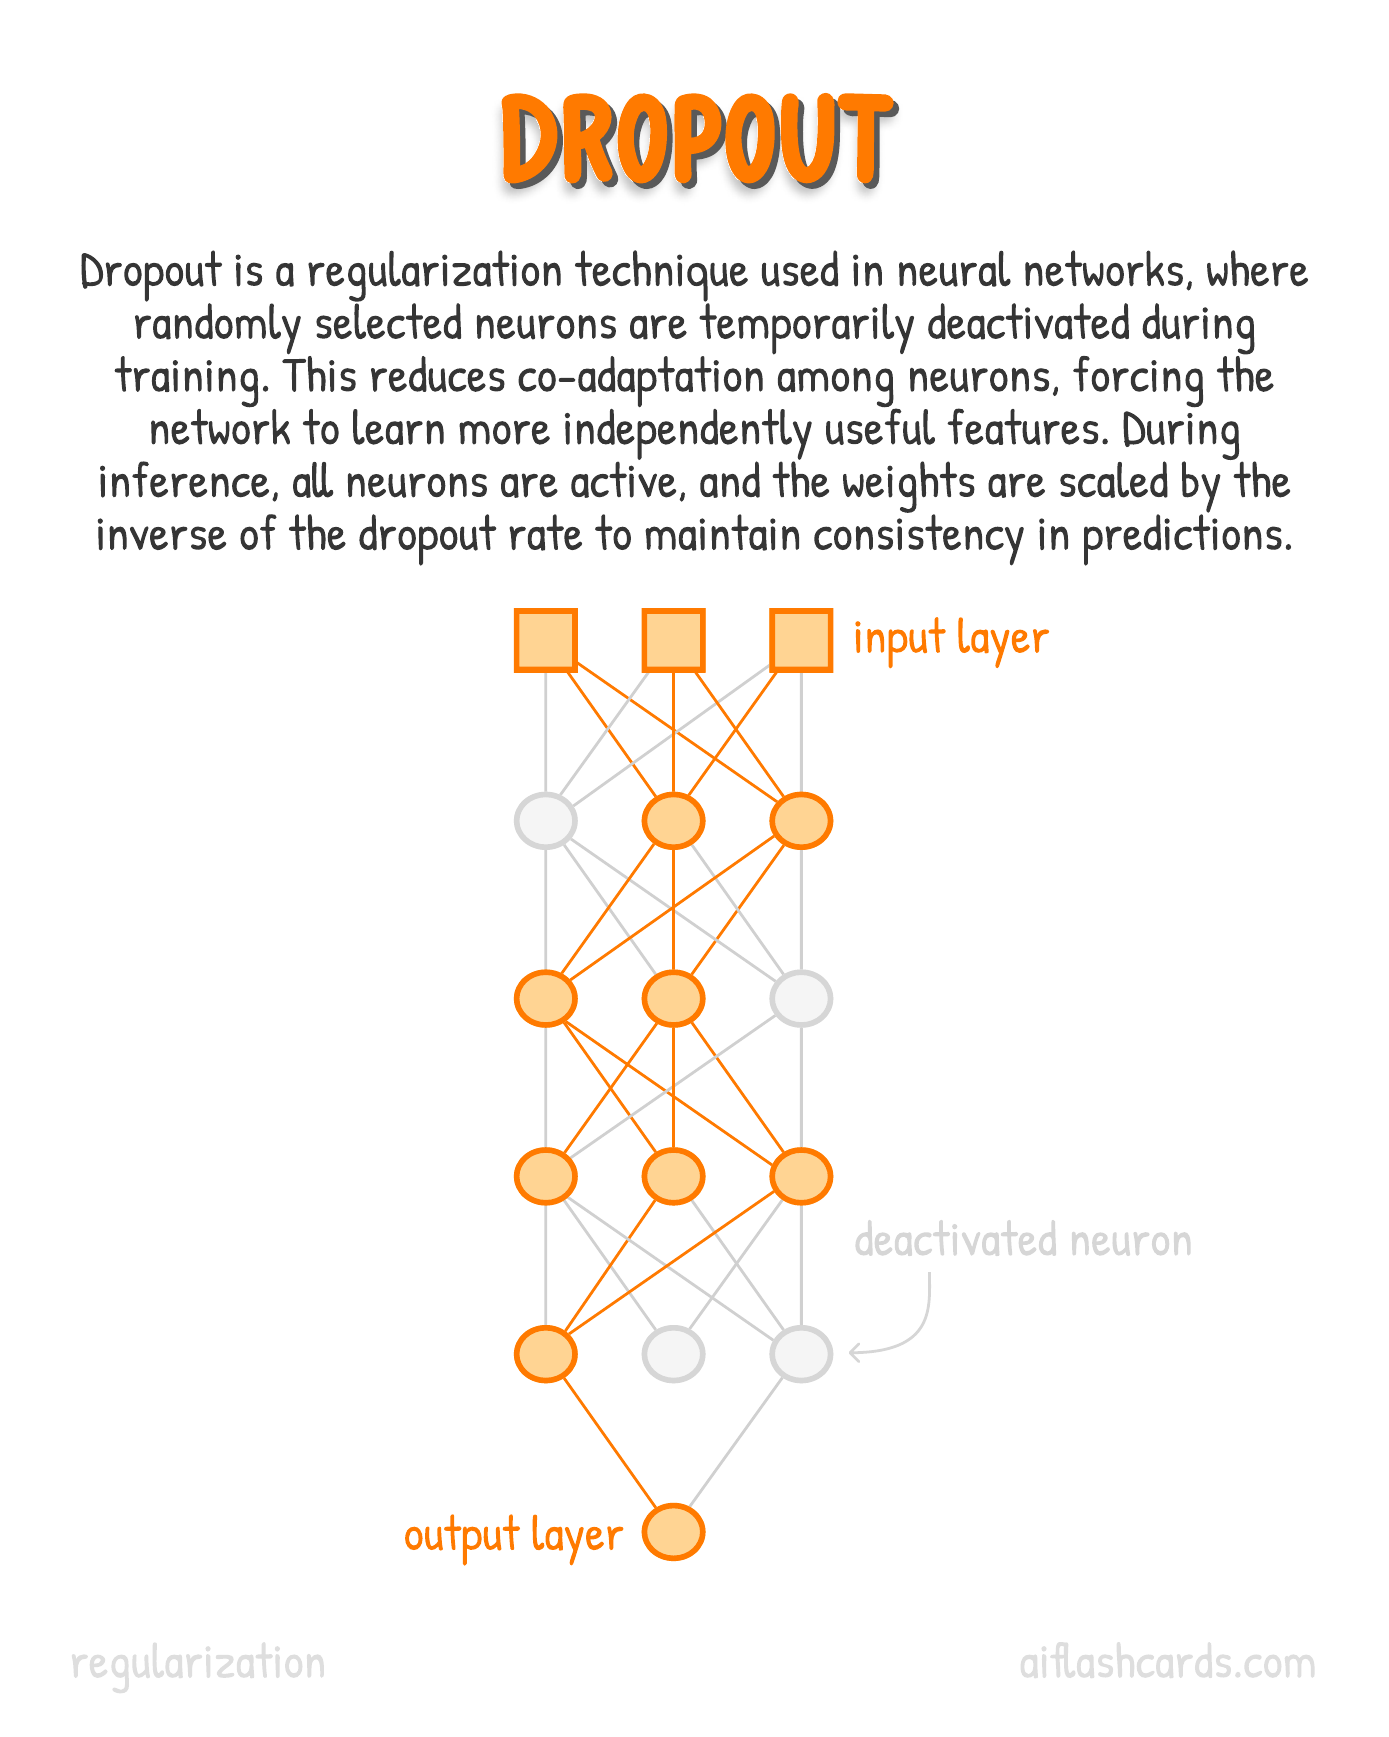 DROPOUT
Dropout is a regularization technique used in neural networks, where
randomly selected neurons are temporarily deactivated during
training. This reduces co-adaptation among neurons, forcing the
network to learn more independently useful features. During
inference, all neurons are active, and the weights are scaled by the
inverse of the dropout rate to maintain consistency in predictions.
input layer
deactivated neuron
output layer
regularization
aiflashcards.com